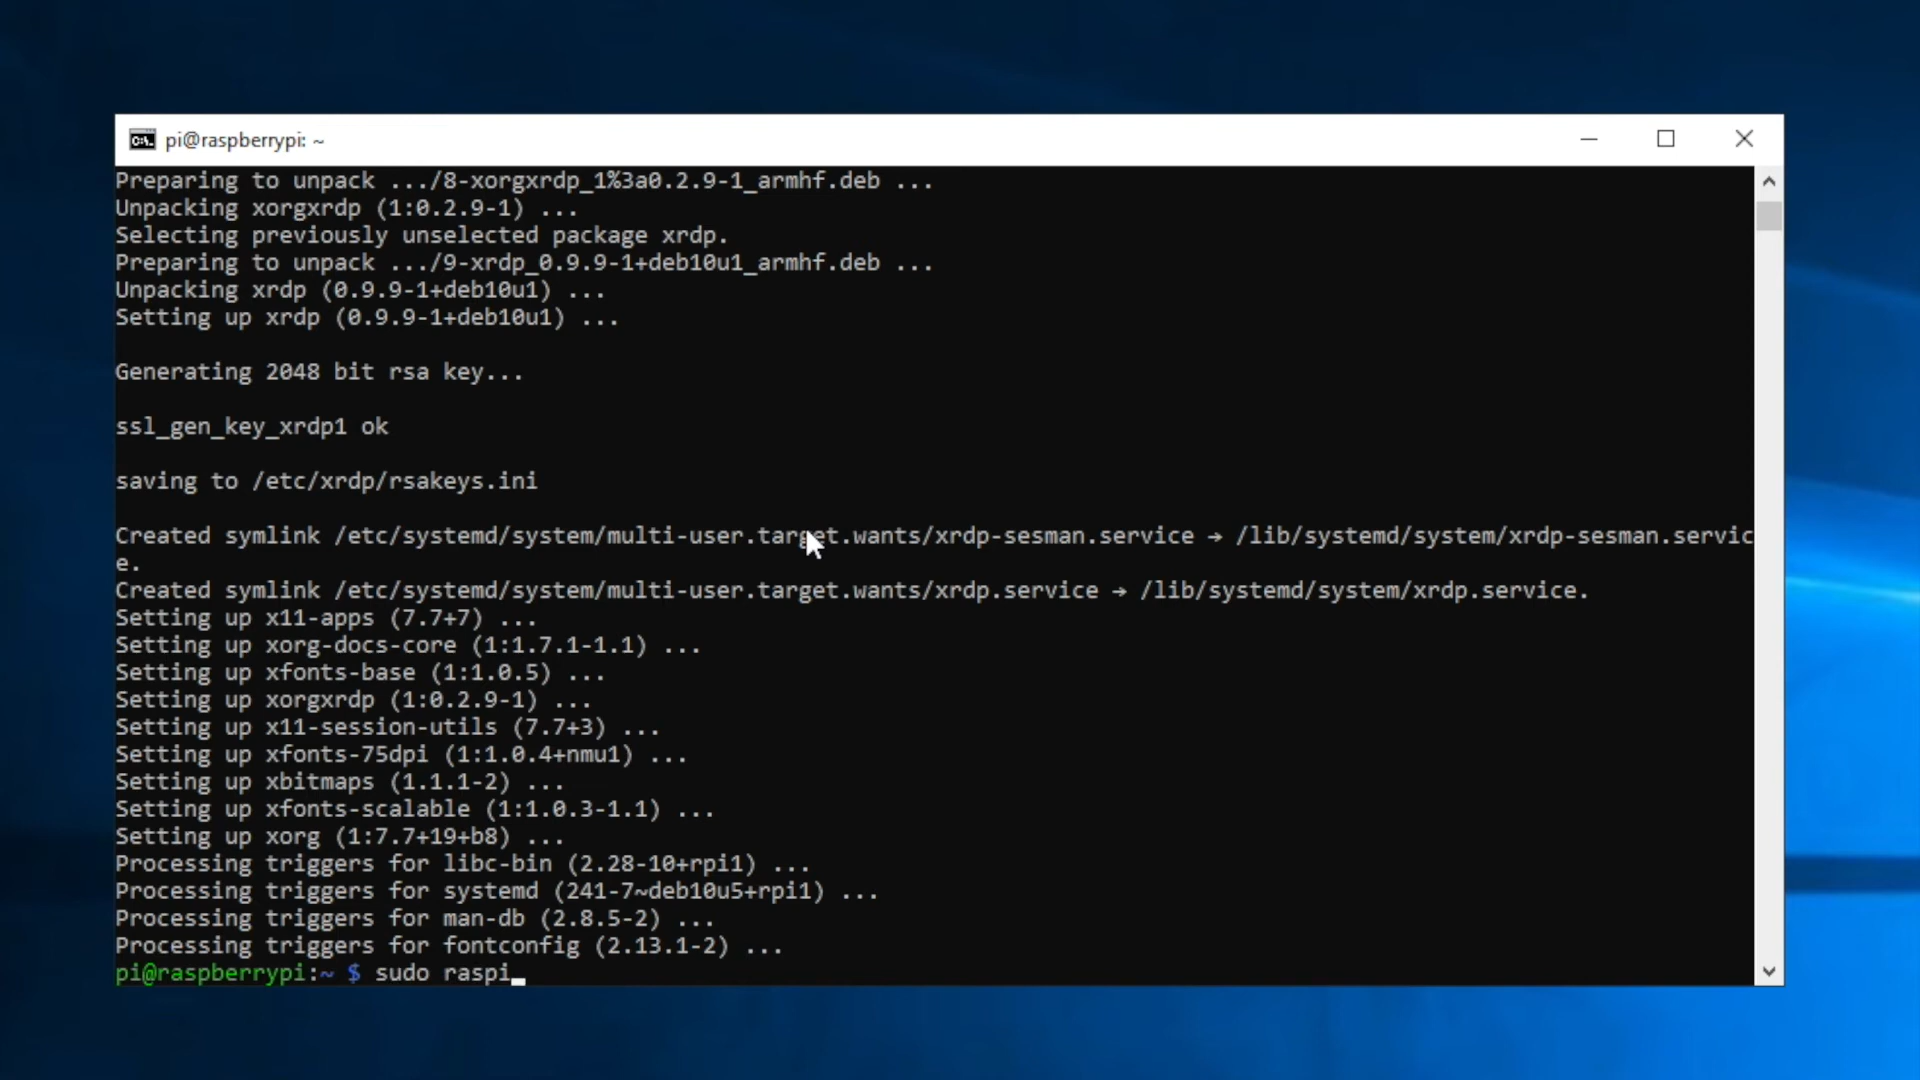 pi@raspberrypi: ~
Preparing to unpack .../8-xorgxrdp_1%3a0.2.9-1_armhf.deb ...
Unpacking xorgxrdp (1:0.2.9-1) ...
Selecting previously unselected package xrdp.
Preparing to unpack .../9-xrdp_0.9.9-1+deb10u1_armhf.deb ...
Unpacking xrdp (0.9.9-1+deb10u1) ...
Setting up xrdp (0.9.9-1+deb10u1) ...
Generating 2048 bit rsa key...
ssl_gen_key_xrdp1 ok
saving to /etc/xrdp/rsakeys.ini
Created symlink /etc/systemd/system/multi-user.target.wants/xrdp-sesman.service → /lib/systemd/system/xrdp-sesman.servic
e.
Created symlink /etc/systemd/system/multi-user.target.wants/xrdp.service → /lib/systemd/system/xrdp.service.
Setting up x11-apps (7.7+7) ...
Setting up xorg-docs-core (1:1.7.1-1.1) ...
Setting up xfonts-base (1:1.0.5) ...
Setting up xorgxrdp (1:0.2.9-1) ...
Setting up x11-session-utils (7.7+3) ...
Setting up xfonts-75dpi (1:1.0.4+nmu1) ...
Setting up xbitmaps (1.1.1-2) ...
Setting up xfonts-scalable (1:1.0.3-1.1) ...
Setting up xorg (1:7.7+19+b8) ...
Processing triggers for libc-bin (2.28-10+rpi1) ...
Processing triggers for systemd (241-7~deb10u5+rpi1) ...
Processing triggers for man-db (2.8.5-2) ...
Processing triggers for fontconfig (2.13.1-2) ...
pi@raspberrypi:~ $ sudo raspi